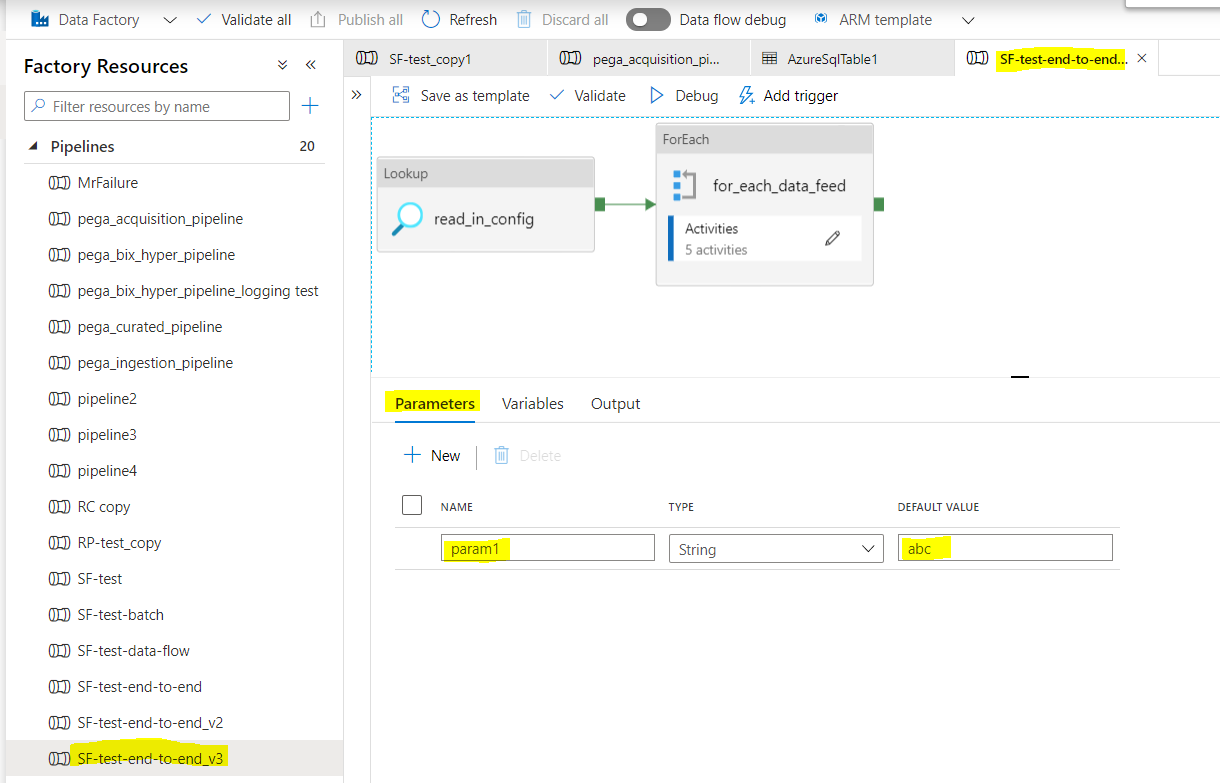 Data Factory Validate all Publish all Refresh Discard all Data flow debug ARM template
Factory Resources
Filter resources by name
Pipelines 20
MrFailure
pega_acquisition_pipeline
pega_bix_hyper_pipeline
pega_bix_hyper_pipeline_logging test
pega_curated_pipeline
pega_ingestion_pipeline
pipeline2
pipeline3
pipeline4
RC copy
RP-test_copy
SF-test
SF-test-batch
SF-test-data-flow
SF-test-end-to-end
SF-test-end-to-end_v2
SF-test-end-to-end_v3
SF-test_copy1 pega_acquisition_pi... AzureSqlTable1 SF-test-end-to-end...
Save as template Validate Debug Add trigger
Lookup
read_in_config
ForEach
for_each_data_feed
Activities
5 activities
Parameters Variables Output
New Delete
NAME TYPE DEFAULT VALUE
param1 String abc